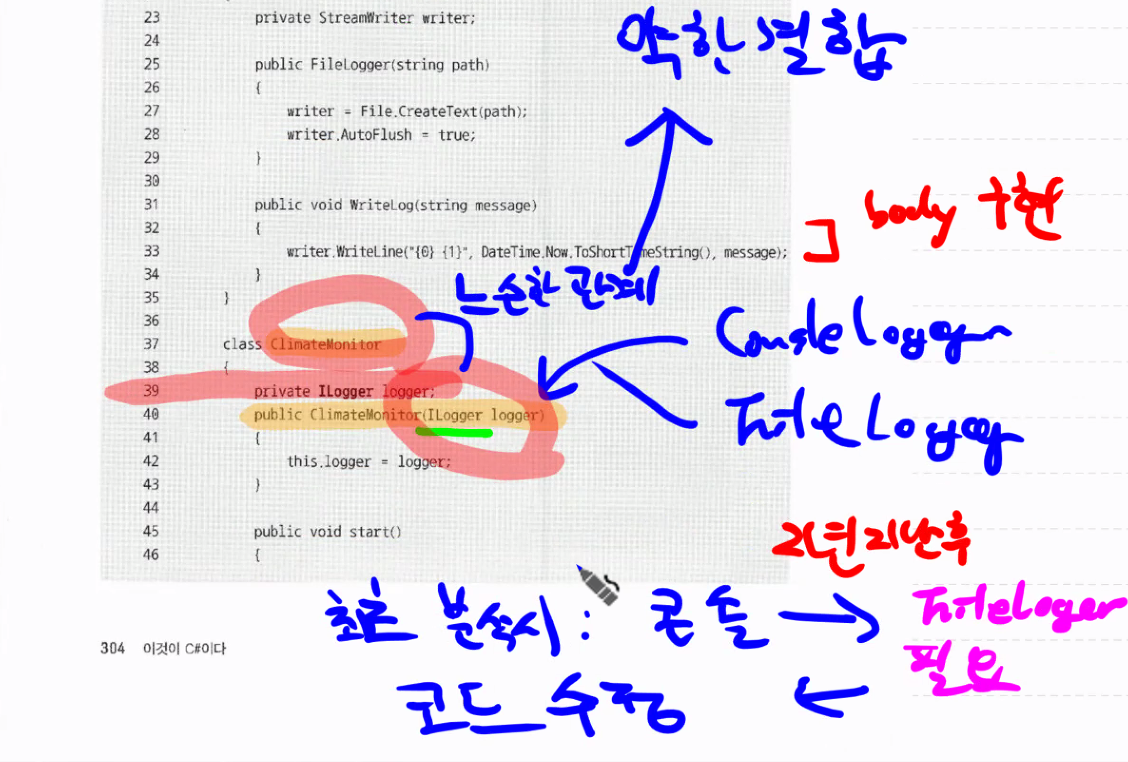 23 private StreamWriter writer;
24
25 public FileLogger(string path)
26 {
27 writer = File.CreateText(path);
28 writer.AutoFlush = true;
29 }
30
31 public void WriteLog(string message)
32 {
33 writer.WriteLine("{0} {1}", DateTime.Now.ToShortTimeString(), message);
34 }
35 }
36
37 class ClimateMonitor
38 {
39 private ILogger logger;
40 public ClimateMonitor(ILogger logger)
41 {
42 this.logger = logger;
43 }
44
45 public void start()
46 {
약한 결합
body 구현
느슨한 관계
ConsoleLogger
FileLogger
2년 지난 후
최초 분석시 : 콘솔
FileLoger
필요
코드 수정
304 이것이 C#이다